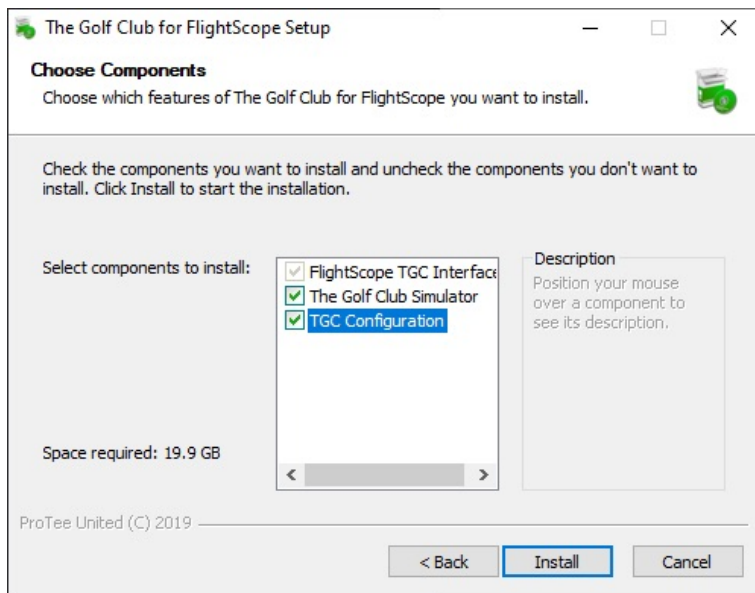 The Golf Club for FlightScope Setup
Choose Components
Choose which features of The Golf Club for FlightScope you want to install.
Check the components you want to install and uncheck the components you don't want to
install. Click Install to start the installation.
Select components to install:
FlightScope TGC Interface
The Golf Club Simulator
TGC Configuration
Description
Position your mouse
over a component to
see its description.
Space required: 19.9 GB
ProTee United (C) 2019
< Back
Install
Cancel